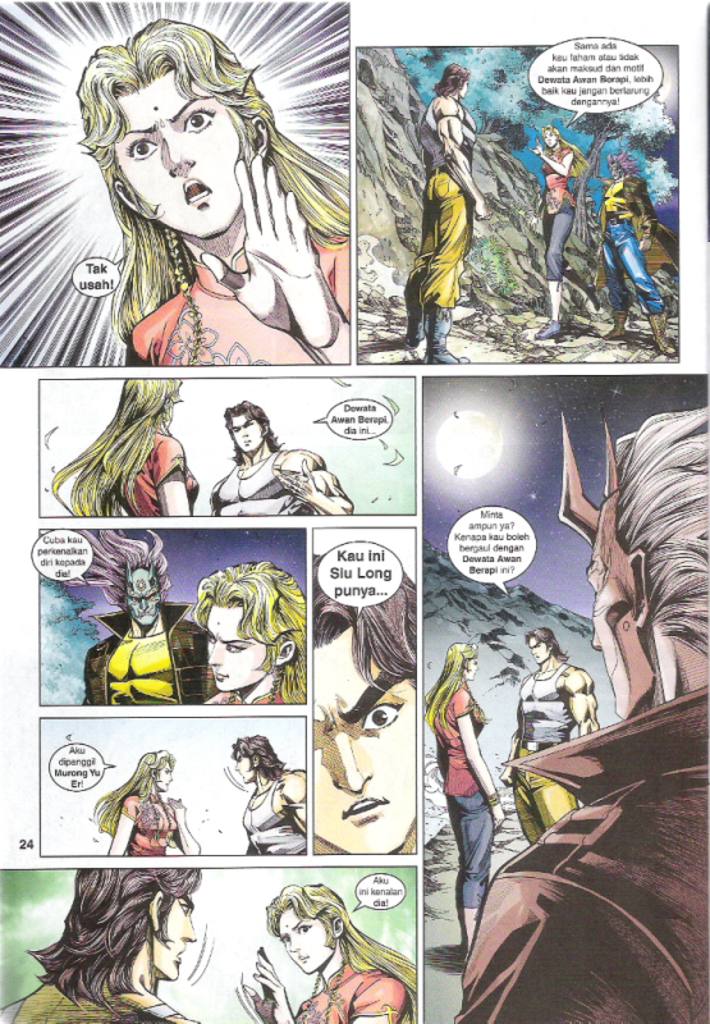 Tak
usah!
Sama ada
kau faham atau tidak
akan maksud dan motif
Dewata Awan Berapi, lebih
baik kau jangan bertarung
dengannya!
Dewata
Awan Berapi,
dia ini...
Minta
ampun ya?
Kenapa kau boleh
bergaul dengan
Dewata Awan
Berapi ini?
Cuba kau
perkenalkan
diri kepada
dia!
Kau ini
Siu Long
punya...
Aku
dipanggil
Murong Yu
Er!
24
Aku
ini kenalan
dia!